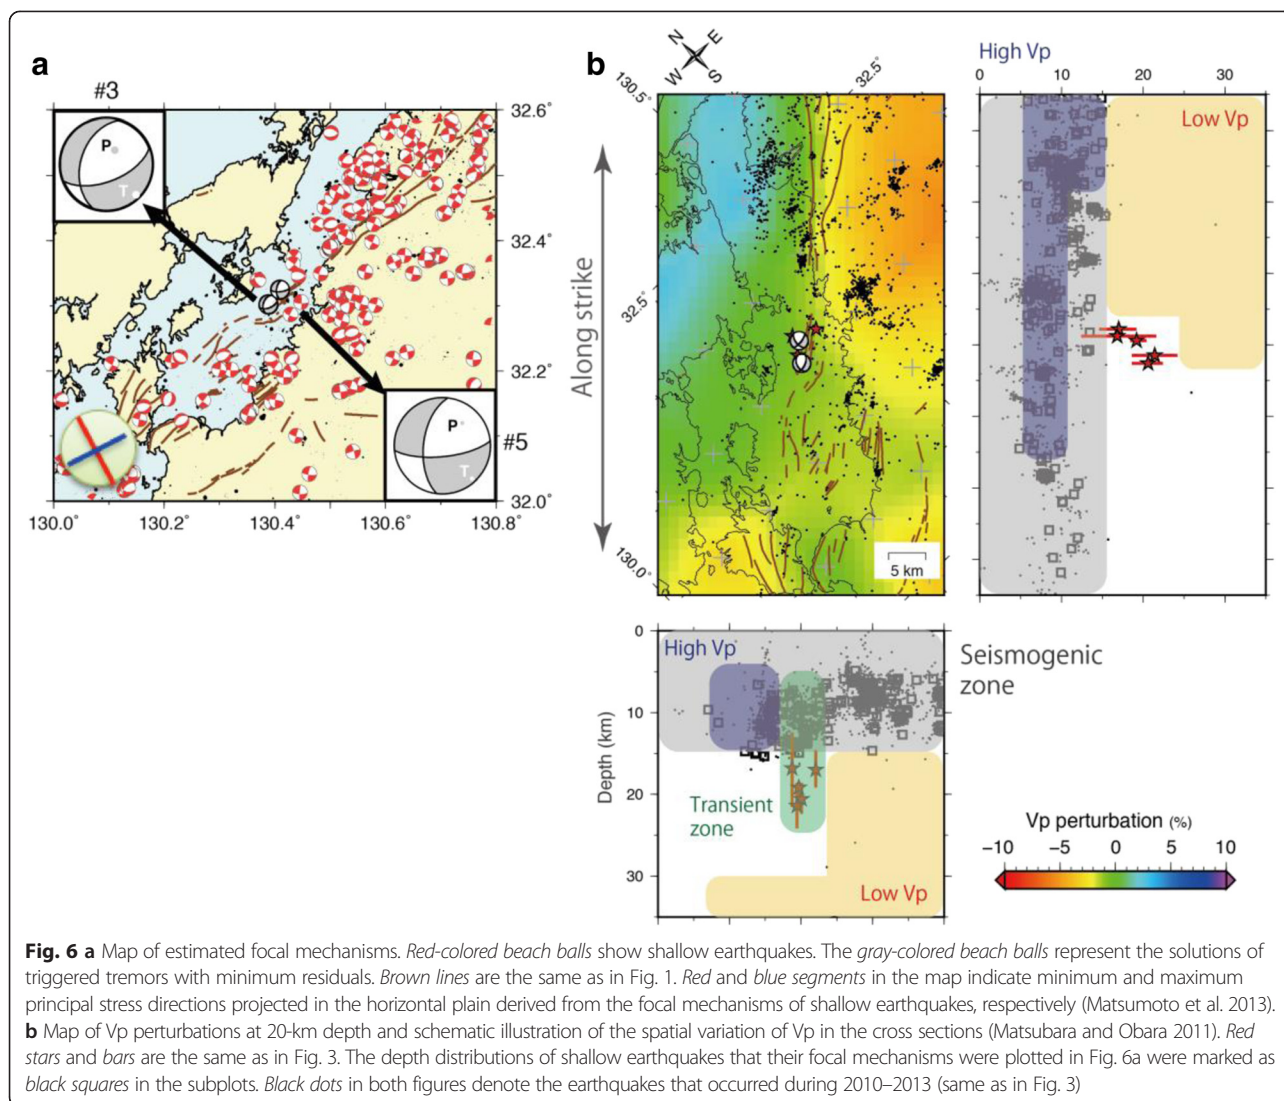 a
#3
P
T
32.6°
32.4°
32.2°
32.0°
130.0°
130.2°
130.4°
130.6°
130.8°
P
T
#5
b
N
E
W
S
130.5°
32.5°
32.5°
130.0°
Along strike
5 km
High Vp
0
10
20
30
Low Vp
0
10
20
30
Depth (km)
High Vp
Seismogenic
zone
Transient
zone
Low Vp
Vp perturbation (%)
−10
−5
0
5
10
Fig. 6 a Map of estimated focal mechanisms. Red-colored beach balls show shallow earthquakes. The gray-colored beach balls represent the solutions of
triggered tremors with minimum residuals. Brown lines are the same as in Fig. 1. Red and blue segments in the map indicate minimum and maximum
principal stress directions projected in the horizontal plain derived from the focal mechanisms of shallow earthquakes, respectively (Matsumoto et al. 2013).
b Map of Vp perturbations at 20-km depth and schematic illustration of the spatial variation of Vp in the cross sections (Matsubara and Obara 2011). Red
stars and bars are the same as in Fig. 3. The depth distributions of shallow earthquakes that their focal mechanisms were plotted in Fig. 6a were marked as
black squares in the subplots. Black dots in both figures denote the earthquakes that occurred during 2010–2013 (same as in Fig. 3)